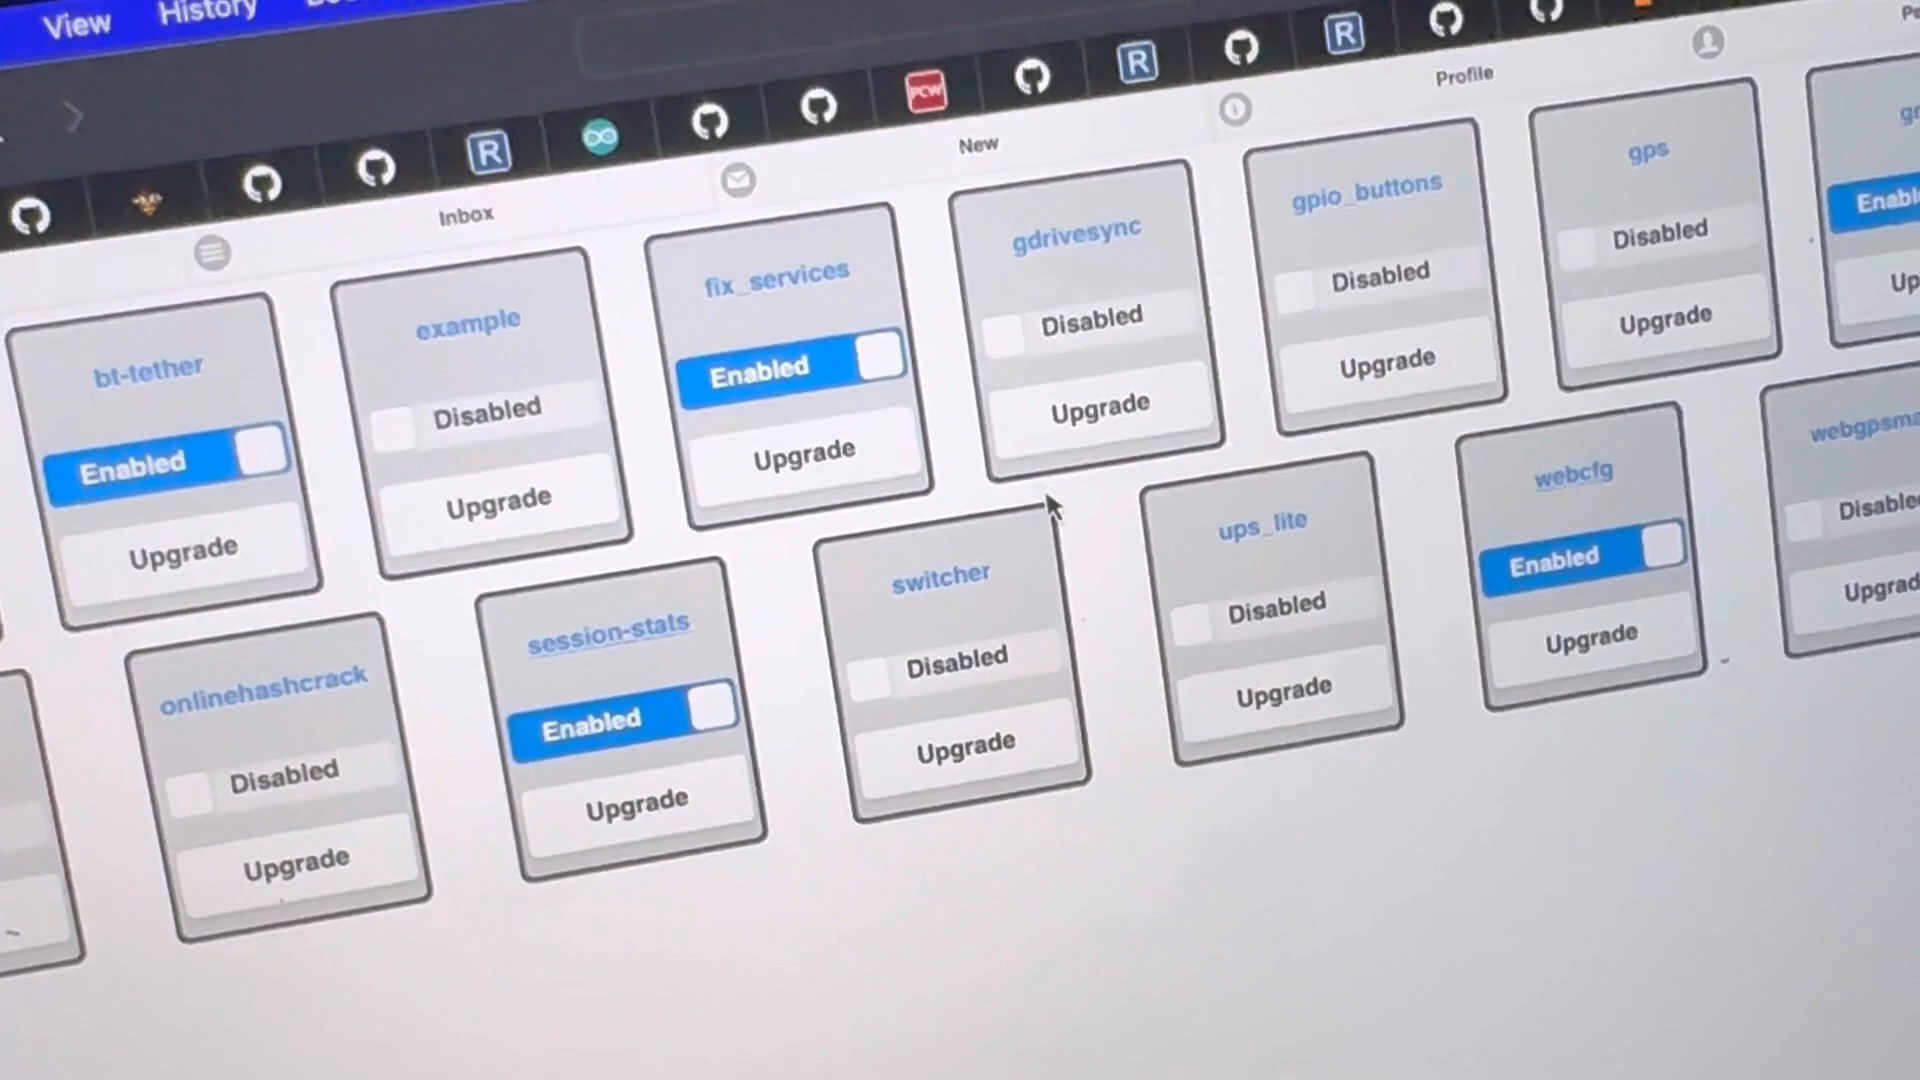 View History
R
PCW
R
R
Inbox
New
Profile
bt-tether
Enabled
Upgrade
example
Disabled
Upgrade
fix_services
Enabled
Upgrade
gdrivesync
Disabled
Upgrade
gpio_buttons
Disabled
Upgrade
gps
Disabled
Upgrade
onlinehashcrack
Disabled
Upgrade
session-stats
Enabled
Upgrade
switcher
Disabled
Upgrade
ups_lite
Disabled
Upgrade
webcfg
Enabled
Upgrade